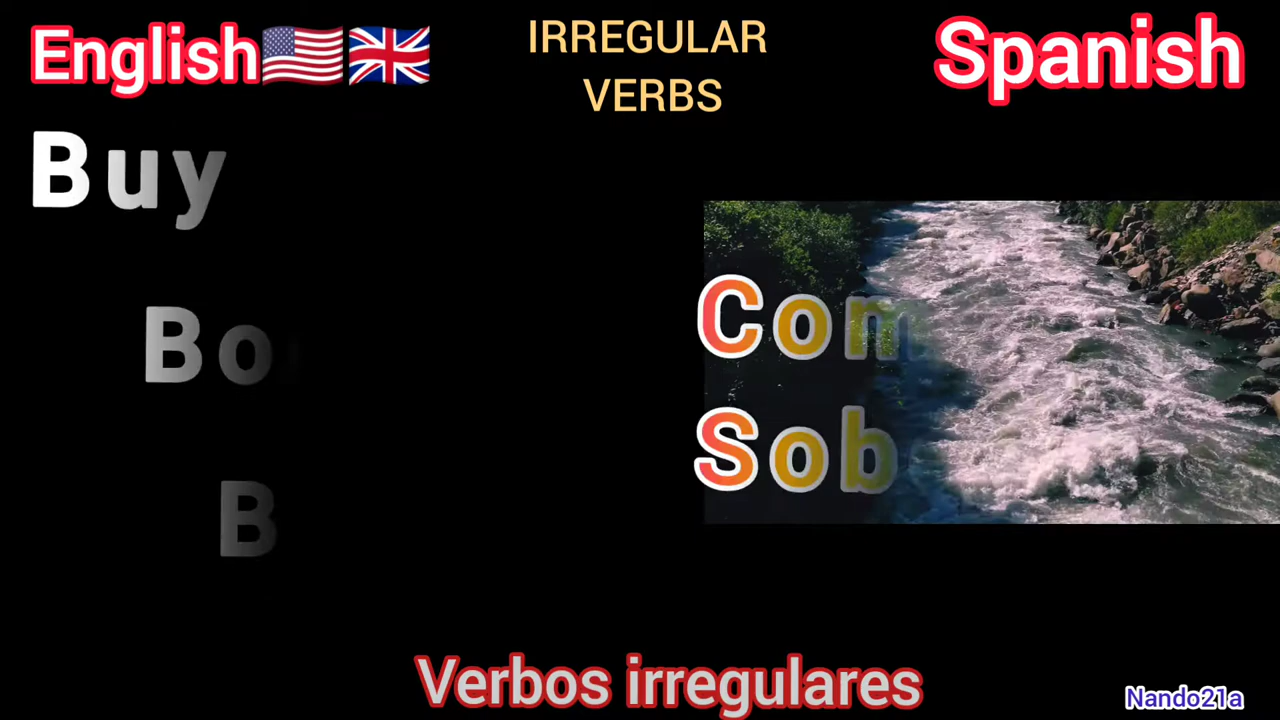 English🇺🇸🇬🇧
IRREGULAR
VERBS
Spanish
Buy
Bo
B
Com
Sob
Verbos irregulares
Nando21a